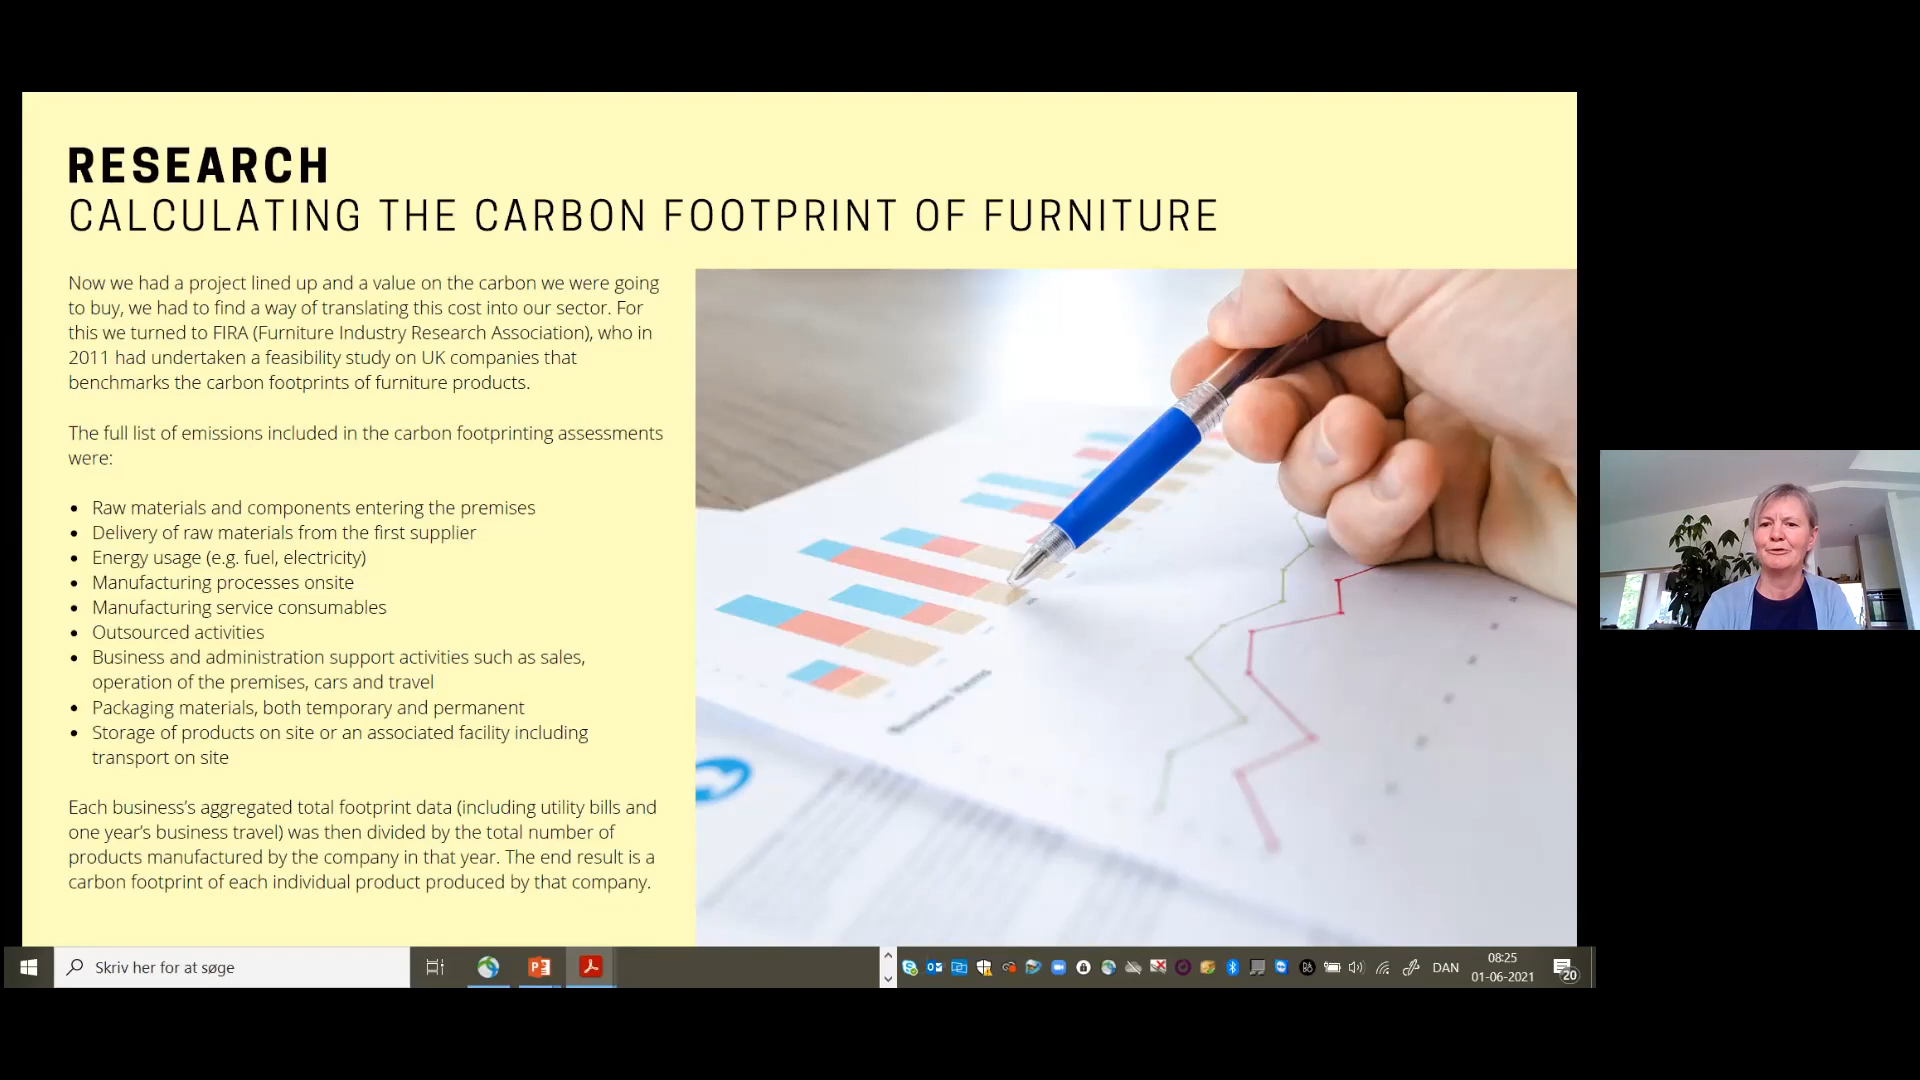 RESEARCH
CALCULATING THE CARBON FOOTPRINT OF FURNITURE
Now we had a project lined up and a value on the carbon we were going
to buy, we had to find a way of translating this cost into our sector. For
this we turned to FIRA (Furniture Industry Research Association), who in
2011 had undertaken a feasibility study on UK companies that
benchmarks the carbon footprints of furniture products.
The full list of emissions included in the carbon footprinting assessments
were:
• Raw materials and components entering the premises
• Delivery of raw materials from the first supplier
• Energy usage (e.g. fuel, electricity)
• Manufacturing processes onsite
• Manufacturing service consumables
• Outsourced activities
• Business and administration support activities such as sales,
operation of the premises, cars and travel
• Packaging materials, both temporary and permanent
• Storage of products on site or an associated facility including
transport on site
Each business's aggregated total footprint data (including utility bills and
one year's business travel) was then divided by the total number of
products manufactured by the company in that year. The end result is a
carbon footprint of each individual product produced by that company.
Skriv her for at søge
DAN
08:25
01-06-2021
20